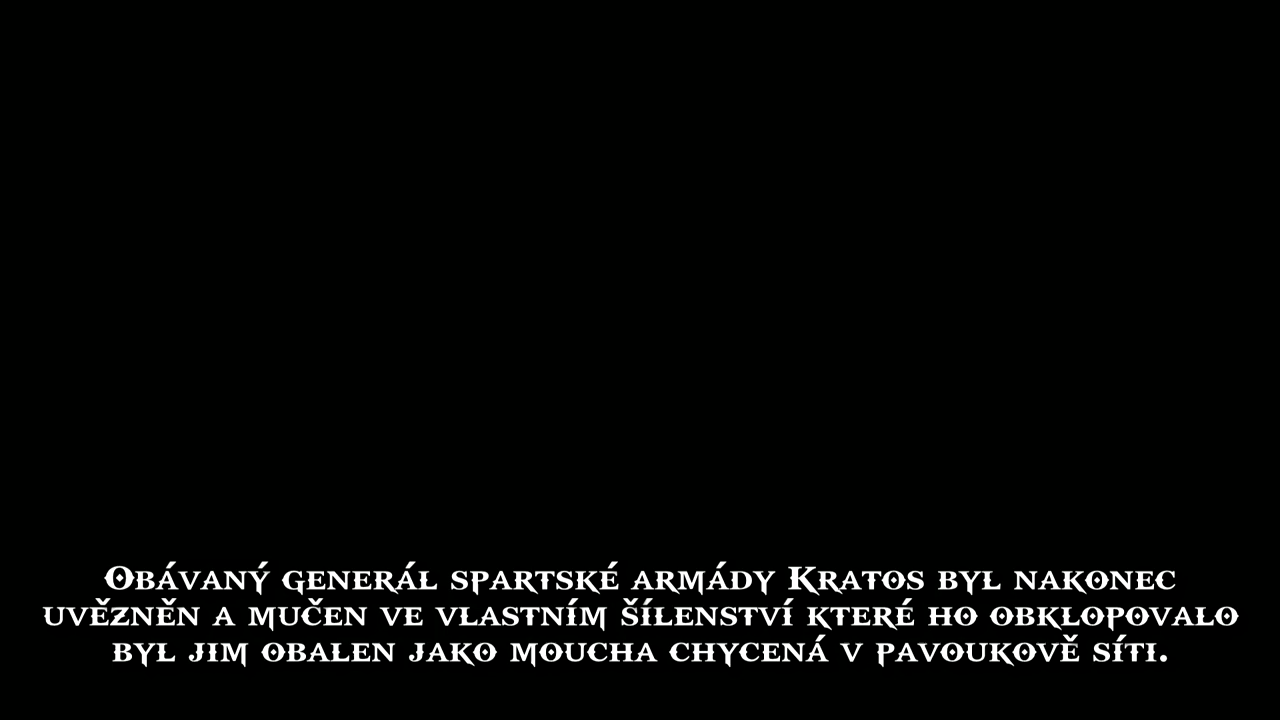 Obávaný generál spartské armády Kratos byl nakonec
uvězněn a mučen ve vlastním šílenství které ho obklopovalo
byl jim obalen jako moucha chycená v pavoukově síti.